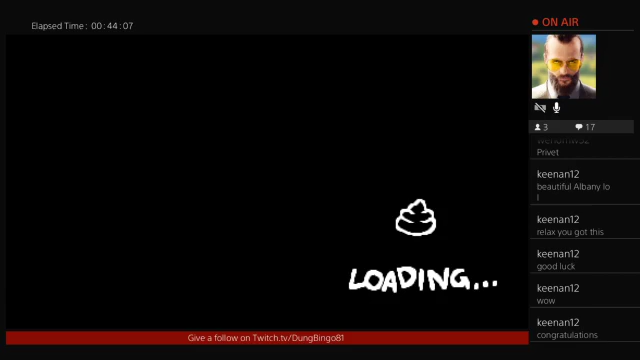 Elapsed Time : 00 : 44 : 07
ON AIR
3
17
Privet
keenan12
beautiful Albany lo
l
keenan12
relax you got this
keenan12
good luck
keenan12
wow
keenan12
congratulations
LOADING...
Give a follow on Twitch.tv/DungBingo81